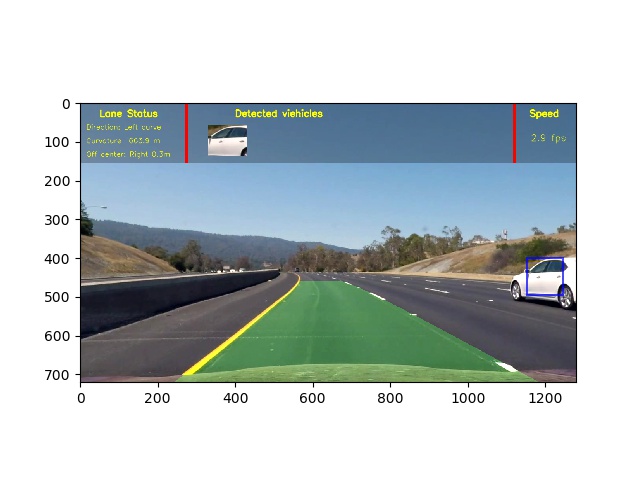 Lane Status
Detected viehicles
Speed
Direction: Left curve
Curvature: 663.9 m
Off center: Right 0.3m
2.9 fps
0
100
200
300
400
500
600
700
0
200
400
600
800
1000
1200